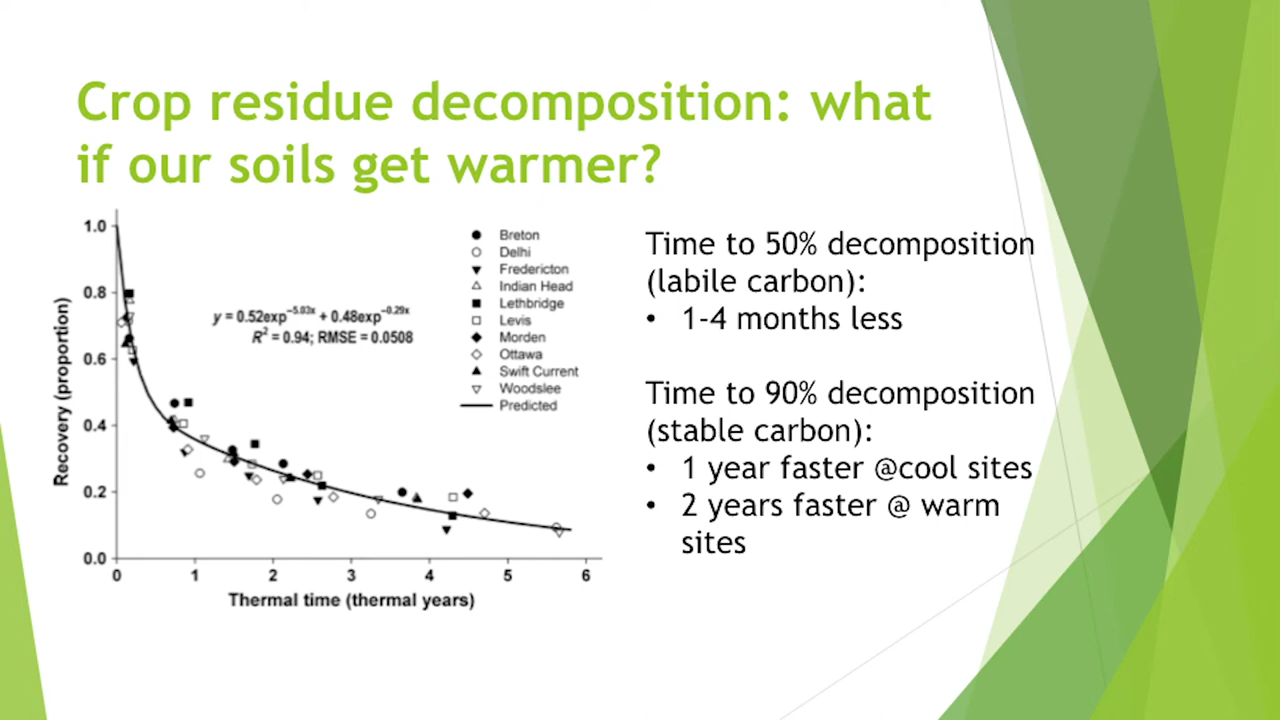 Crop residue decomposition: what
if our soils get warmer?
1.0
0.8
0.6
0.4
0.2
0.0
Recovery (proportion)
y = 0.52exp−5.03x + 0.48exp−0.29x
R2 = 0.94; RMSE = 0.0508
Breton
Delhi
Fredericton
Indian Head
Lethbridge
Levis
Morden
Ottawa
Swift Current
Woodslee
Predicted
0 1 2 3 4 5 6
Thermal time (thermal years)
Time to 50% decomposition
(labile carbon):
• 1-4 months less
Time to 90% decomposition
(stable carbon):
• 1 year faster @cool sites
• 2 years faster @ warm
sites